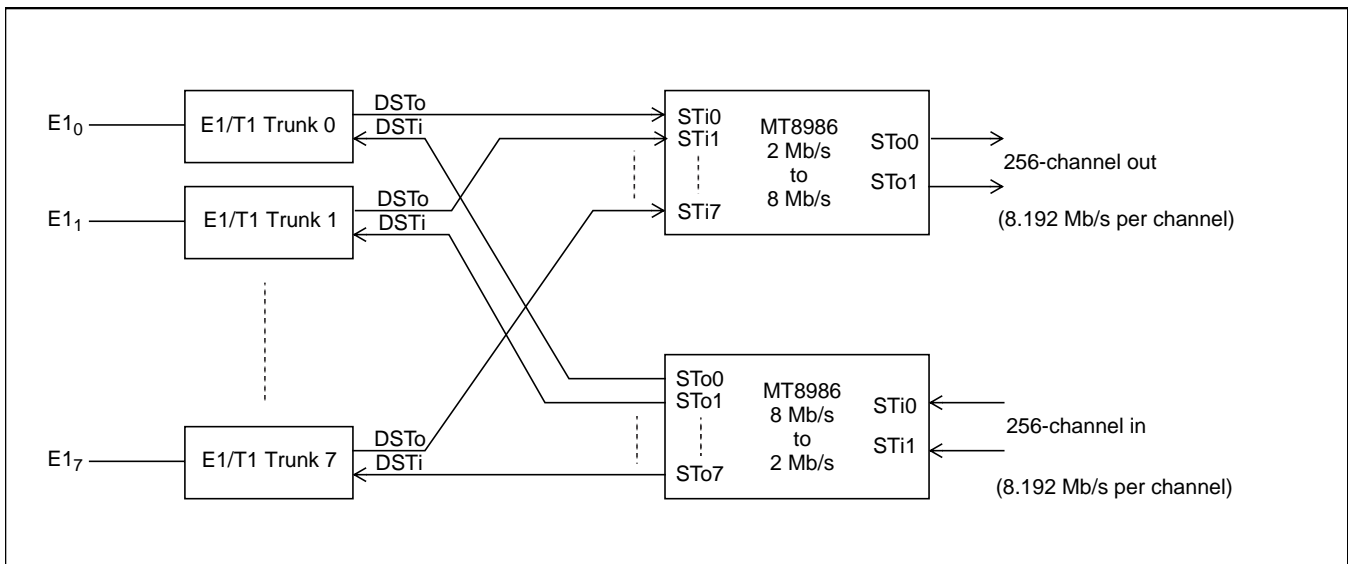 E1₀
E1/T1 Trunk 0
DSTo
DSTi
E1₁
E1/T1 Trunk 1
DSTo
DSTi
E1₇
E1/T1 Trunk 7
DSTo
DSTi
STi0
STi1
STi7
MT8986
2 Mb/s
to
8 Mb/s
STo0
STo1
256-channel out
(8.192 Mb/s per channel)
STo0
STo1
STo7
MT8986
8 Mb/s
to
2 Mb/s
STi0
STi1
256-channel in
(8.192 Mb/s per channel)